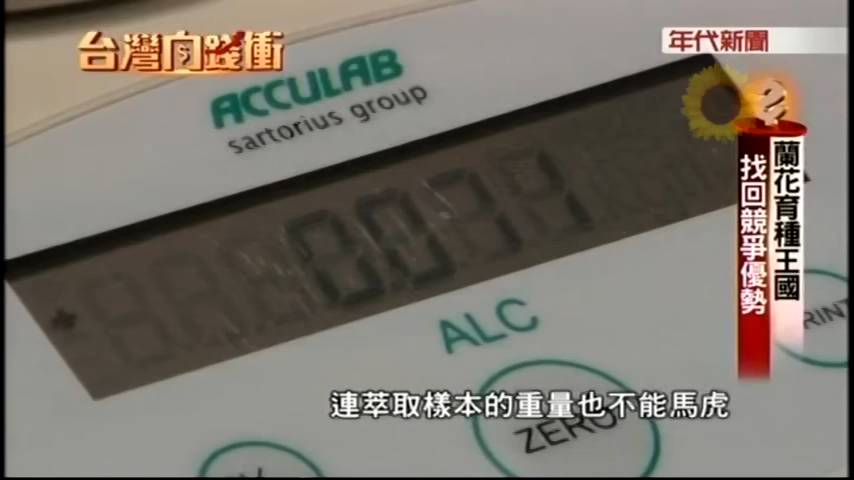 台灣向錢衝
年代新聞
ACCULAB
sartorius group
蘭花育種王國
找回競爭優勢
ALC
ZERO
連萃取樣本的重量也不能馬虎